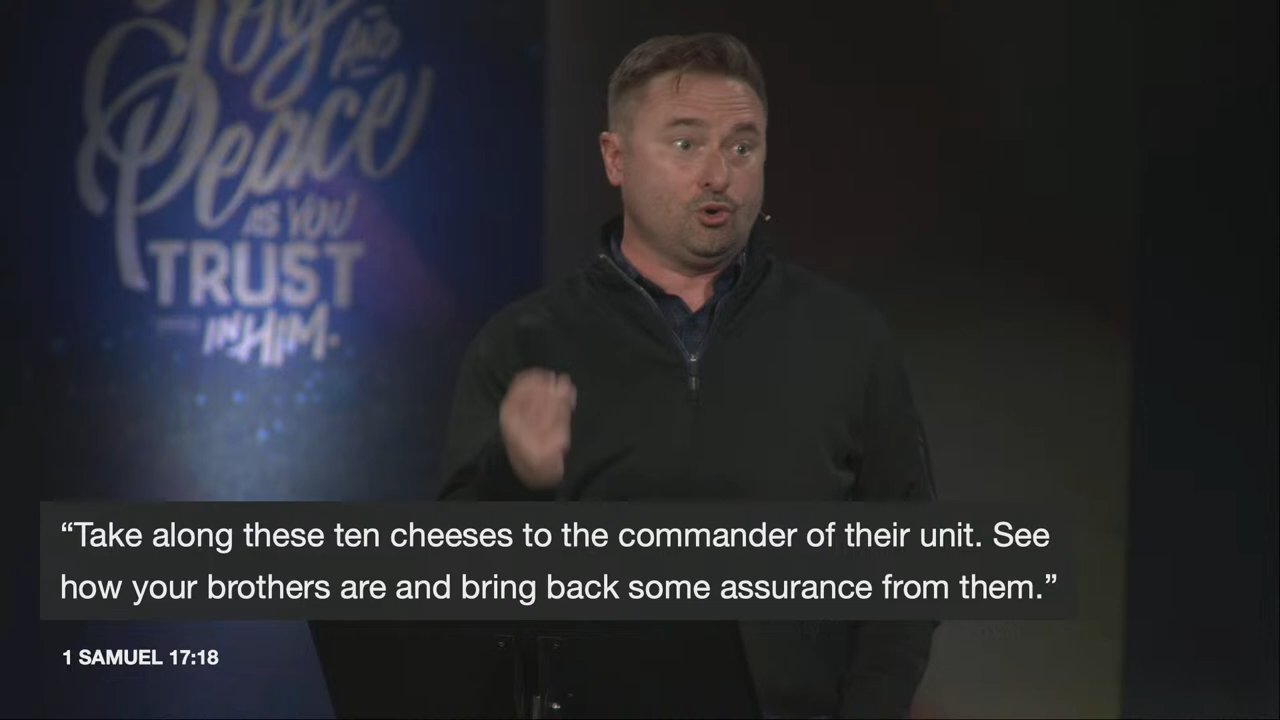 Joy AND
Peace
AS YOU
TRUST
IN HIM.
“Take along these ten cheeses to the commander of their unit. See
how your brothers are and bring back some assurance from them.”
1 SAMUEL 17:18